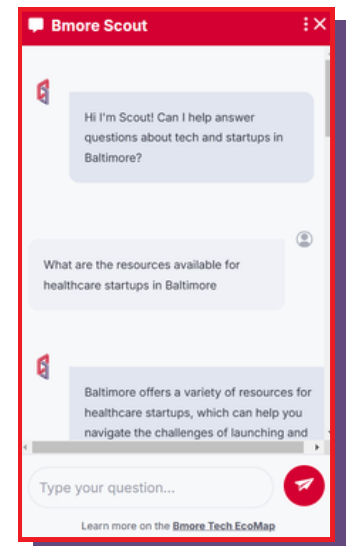 Bmore Scout
Hi I'm Scout! Can I help answer
questions about tech and startups in
Baltimore?
What are the resources available for
healthcare startups in Baltimore
Baltimore offers a variety of resources for
healthcare startups, which can help you
navigate the challenges of launching and
Type your question...
Learn more on the Bmore Tech EcoMap